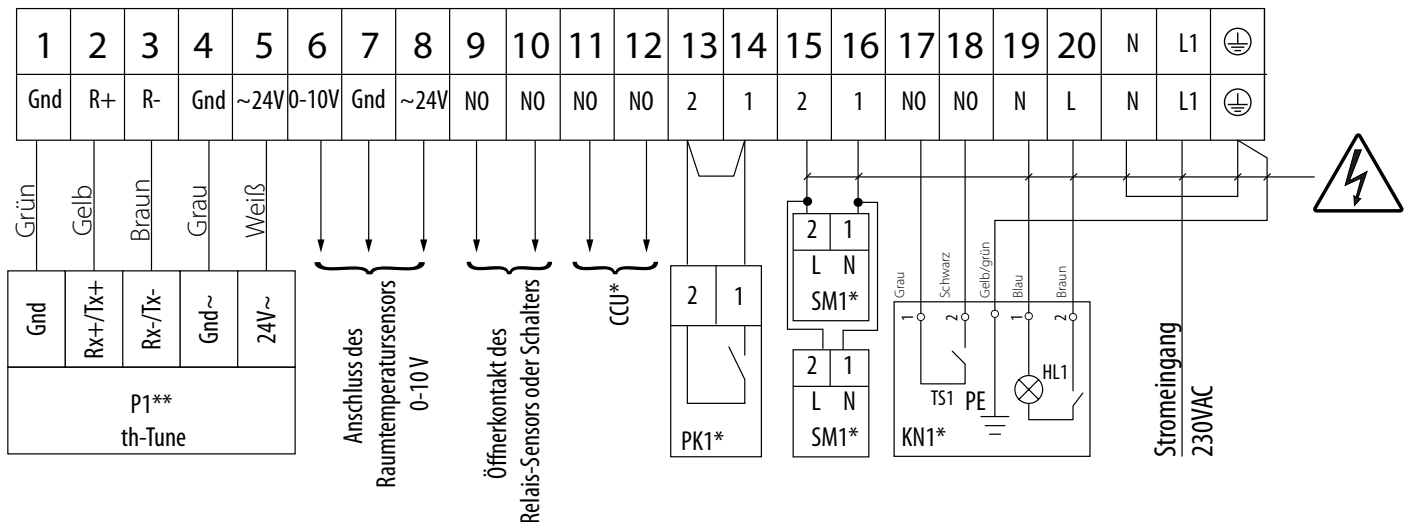 1 2 3 4 5 6 7 8 9 10 11 12 13 14 15 16 17 18 19 20 N L1
Gnd R+ R- Gnd ~24V 0-10V Gnd ~24V NO NO NO NO 2 1 2 1 NO NO N L N L1
Grün
Gelb
Braun
Grau
Weiß
Gnd
Rx+/Tx+
Rx-/Tx-
Gnd~
24V~
P1**
th-Tune
Anschluss des
Raumtemperatursensors
0-10 V
Öffnerkontakt des
Relais-Sensors oder Schalters
CCU*
2 1
PK1*
2 1
L N
SM1*
2 1
L N
SM1*
Grau
Schwarz
Gelb/grün
Blau
Braun
1 2 1 2
TS1
PE
HL1
KN1*
Stromeingang
230VAC